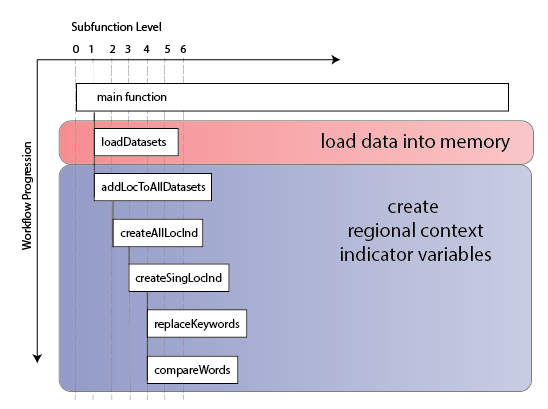 Subfunction Level
0 1 2 3 4 5 6
main function
loadDatasets
load data into memory
Workflow Progression
addLocToAllDatasets
create
regional context
indicator variables
createAllLocInd
createSingLocInd
replaceKeywords
compareWords